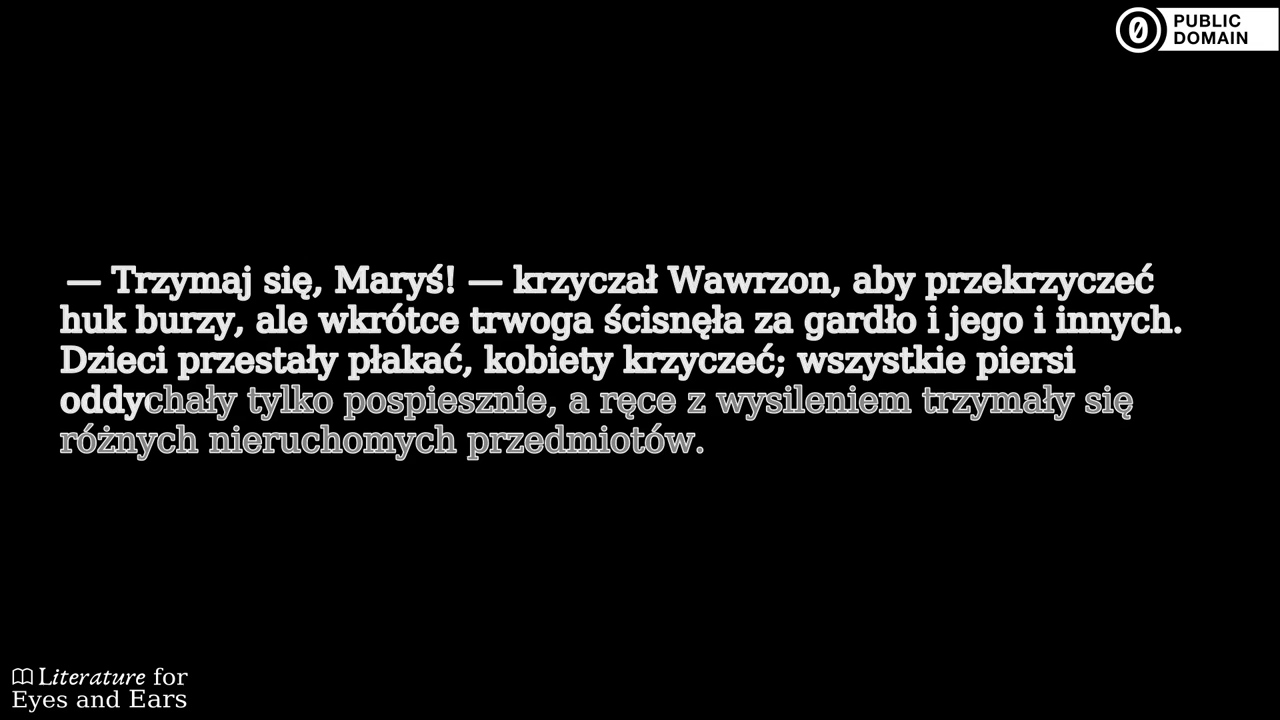 PUBLIC
DOMAIN
— Trzymaj się, Maryś! — krzyczał Wawrzon, aby przekrzyczeć
huk burzy, ale wkrótce trwoga ścisnęła za gardło i jego i innych.
Dzieci przestały płakać, kobiety krzyczeć; wszystkie piersi
oddychały tylko pospiesznie, a ręce z wysileniem trzymały się
różnych nieruchomych przedmiotów.
Literature for
Eyes and Ears